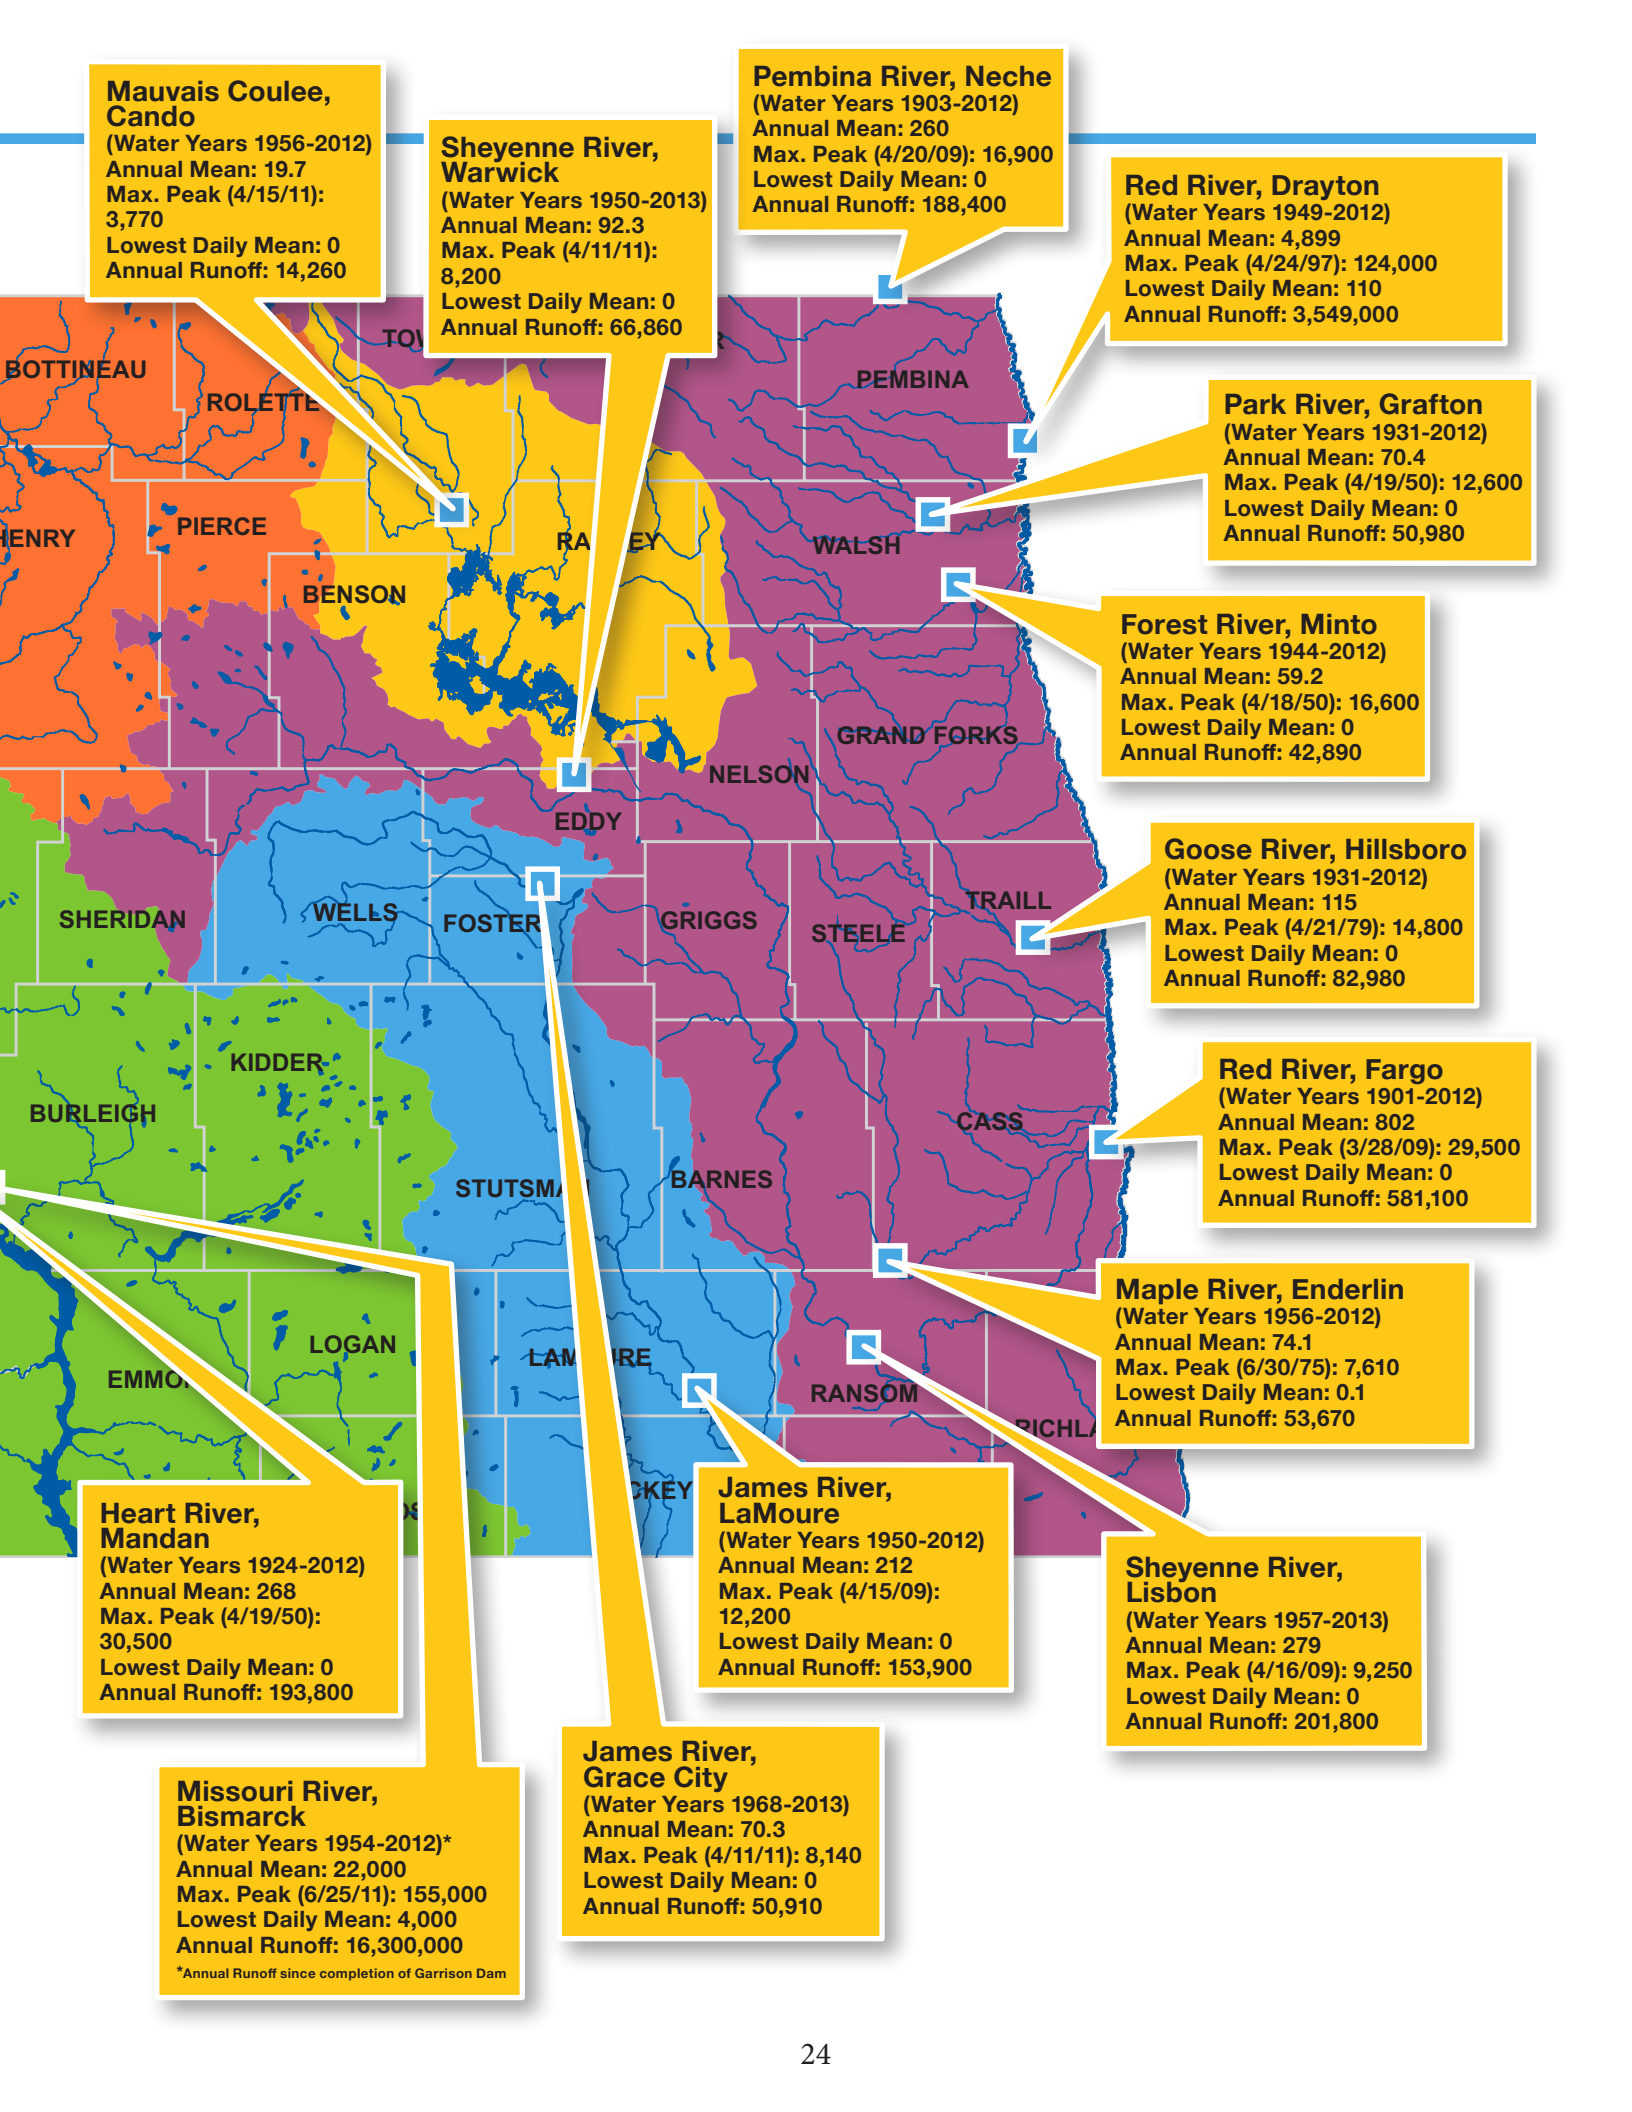 Mauvais Coulee,
Cando
(Water Years 1956-2012)
Annual Mean: 19.7
Max. Peak (4/15/11):
3,770
Lowest Daily Mean: 0
Annual Runoff: 14,260
Sheyenne River,
Warwick
(Water Years 1950-2013)
Annual Mean: 92.3
Max. Peak (4/11/11):
8,200
Lowest Daily Mean: 0
Annual Runoff: 66,860
Pembina River, Neche
(Water Years 1903-2012)
Annual Mean: 260
Max. Peak (4/20/09): 16,900
Lowest Daily Mean: 0
Annual Runoff: 188,400
Red River, Drayton
(Water Years 1949-2012)
Annual Mean: 4,899
Max. Peak (4/24/97): 124,000
Lowest Daily Mean: 110
Annual Runoff: 3,549,000
Park River, Grafton
(Water Years 1931-2012)
Annual Mean: 70.4
Max. Peak (4/19/50): 12,600
Lowest Daily Mean: 0
Annual Runoff: 50,980
Forest River, Minto
(Water Years 1944-2012)
Annual Mean: 59.2
Max. Peak (4/18/50): 16,600
Lowest Daily Mean: 0
Annual Runoff: 42,890
Goose River, Hillsboro
(Water Years 1931-2012)
Annual Mean: 115
Max. Peak (4/21/79): 14,800
Lowest Daily Mean: 0
Annual Runoff: 82,980
Red River, Fargo
(Water Years 1901-2012)
Annual Mean: 802
Max. Peak (3/28/09): 29,500
Lowest Daily Mean: 0
Annual Runoff: 581,100
Maple River, Enderlin
(Water Years 1956-2012)
Annual Mean: 74.1
Max. Peak (6/30/75): 7,610
Lowest Daily Mean: 0.1
Annual Runoff: 53,670
Sheyenne River,
Lisbon
(Water Years 1957-2013)
Annual Mean: 279
Max. Peak (4/16/09): 9,250
Lowest Daily Mean: 0
Annual Runoff: 201,800
James River,
LaMoure
(Water Years 1950-2012)
Annual Mean: 212
Max. Peak (4/15/09):
12,200
Lowest Daily Mean: 0
Annual Runoff: 153,900
Heart River,
Mandan
(Water Years 1924-2012)
Annual Mean: 268
Max. Peak (4/19/50):
30,500
Lowest Daily Mean: 0
Annual Runoff: 193,800
James River,
Grace City
(Water Years 1968-2013)
Annual Mean: 70.3
Max. Peak (4/11/11): 8,140
Lowest Daily Mean: 0
Annual Runoff: 50,910
Missouri River,
Bismarck
(Water Years 1954-2012)*
Annual Mean: 22,000
Max. Peak (6/25/11): 155,000
Lowest Daily Mean: 4,000
Annual Runoff: 16,300,000
*Annual Runoff since completion of Garrison Dam
BOTTINEAU
ROLETTE
PEMBINA
PIERCE
WALSH
BENSON
GRAND FORKS
NELSON
EDDY
SHERIDAN
WELLS
FOSTER
GRIGGS
STEELE
TRAILL
KIDDER
BURLEIGH
CASS
BARNES
LOGAN
RANSOM
24